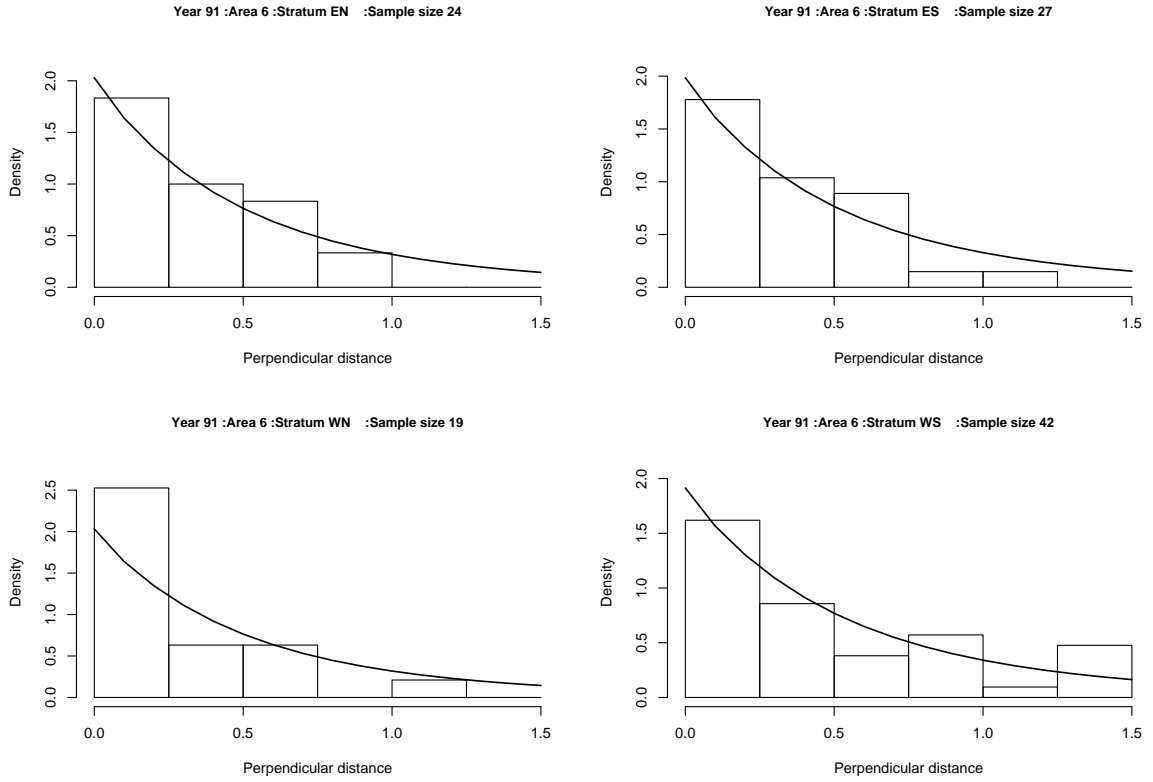 Year 91 :Area 6 :Stratum EN    :Sample size 24
Density
2.0
1.5
1.0
0.5
0.0
0.0 0.5 1.0 1.5
Perpendicular distance
Year 91 :Area 6 :Stratum ES    :Sample size 27
Density
2.0
1.5
1.0
0.5
0.0
0.0 0.5 1.0 1.5
Perpendicular distance
Year 91 :Area 6 :Stratum WN    :Sample size 19
Density
2.5
2.0
1.5
1.0
0.5
0.0
0.0 0.5 1.0 1.5
Perpendicular distance
Year 91 :Area 6 :Stratum WS    :Sample size 42
Density
2.0
1.5
1.0
0.5
0.0
0.0 0.5 1.0 1.5
Perpendicular distance